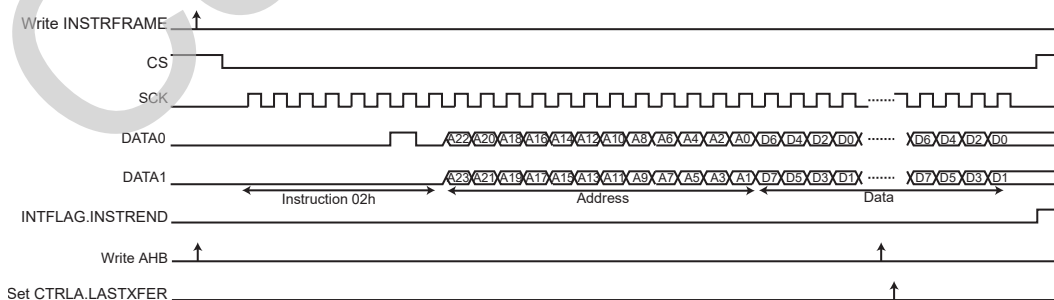 Write INSTRFRAME
CS
SCK
DATA0 A22 A20 A18 A16 A14 A12 A10 A8 A6 A4 A2 A0 D6 D4 D2 D0 D6 D4 D2 D0
DATA1 A23 A21 A19 A17 A15 A13 A11 A9 A7 A5 A3 A1 D7 D5 D3 D1 D7 D5 D3 D1
Instruction 02h Address Data
INTFLAG.INSTREND
Write AHB
Set CTRLA.LASTXFER